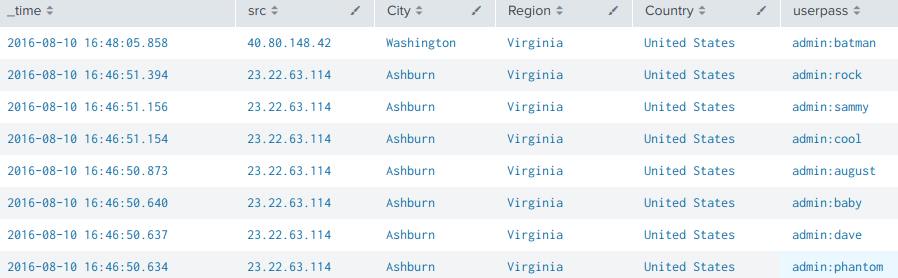 _time src City Region Country userpass
2016-08-10 16:48:05.858 40.80.148.42 Washington Virginia United States admin:batman
2016-08-10 16:46:51.394 23.22.63.114 Ashburn Virginia United States admin:rock
2016-08-10 16:46:51.156 23.22.63.114 Ashburn Virginia United States admin:sammy
2016-08-10 16:46:51.154 23.22.63.114 Ashburn Virginia United States admin:cool
2016-08-10 16:46:50.873 23.22.63.114 Ashburn Virginia United States admin:august
2016-08-10 16:46:50.640 23.22.63.114 Ashburn Virginia United States admin:baby
2016-08-10 16:46:50.637 23.22.63.114 Ashburn Virginia United States admin:dave
2016-08-10 16:46:50.634 23.22.63.114 Ashburn Virginia United States admin:phantom